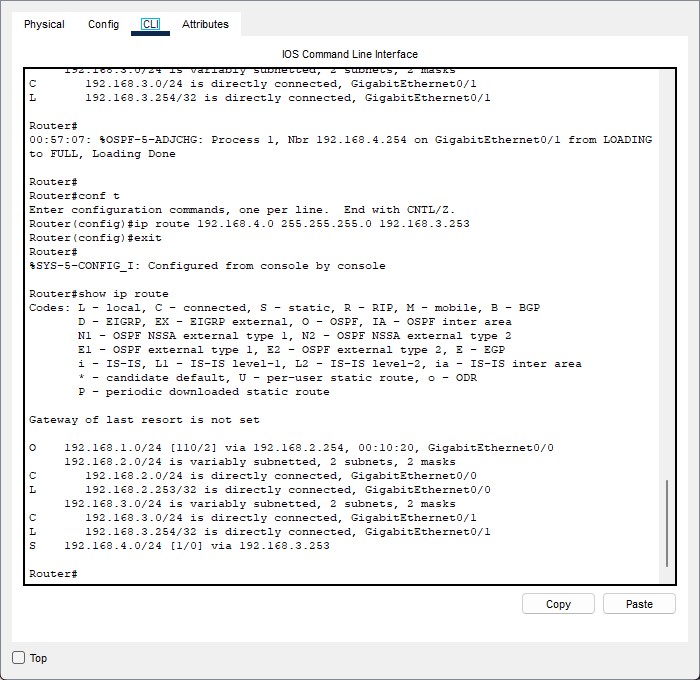 Physical Config CLI Attributes
IOS Command Line Interface
192.168.3.0/24 is variably subnetted, 2 subnets, 2 masks
C 192.168.3.0/24 is directly connected, GigabitEthernet0/1
L 192.168.3.254/32 is directly connected, GigabitEthernet0/1
Router#
00:57:07: %OSPF-5-ADJCHG: Process 1, Nbr 192.168.4.254 on GigabitEthernet0/1 from LOADING
to FULL, Loading Done
Router#
Router#conf t
Enter configuration commands, one per line. End with CNTL/Z.
Router(config)#ip route 192.168.4.0 255.255.255.0 192.168.3.253
Router(config)#exit
Router#
%SYS-5-CONFIG_I: Configured from console by console
Router#show ip route
Codes: L - local, C - connected, S - static, R - RIP, M - mobile, B - BGP
D - EIGRP, EX - EIGRP external, O - OSPF, IA - OSPF inter area
N1 - OSPF NSSA external type 1, N2 - OSPF NSSA external type 2
E1 - OSPF external type 1, E2 - OSPF external type 2, E - EGP
i - IS-IS, L1 - IS-IS level-1, L2 - IS-IS level-2, ia - IS-IS inter area
* - candidate default, U - per-user static route, o - ODR
P - periodic downloaded static route
Gateway of last resort is not set
O 192.168.1.0/24 [110/2] via 192.168.2.254, 00:10:20, GigabitEthernet0/0
192.168.2.0/24 is variably subnetted, 2 subnets, 2 masks
C 192.168.2.0/24 is directly connected, GigabitEthernet0/0
L 192.168.2.253/32 is directly connected, GigabitEthernet0/0
192.168.3.0/24 is variably subnetted, 2 subnets, 2 masks
C 192.168.3.0/24 is directly connected, GigabitEthernet0/1
L 192.168.3.254/32 is directly connected, GigabitEthernet0/1
S 192.168.4.0/24 [1/0] via 192.168.3.253
Router#
Copy Paste
Top